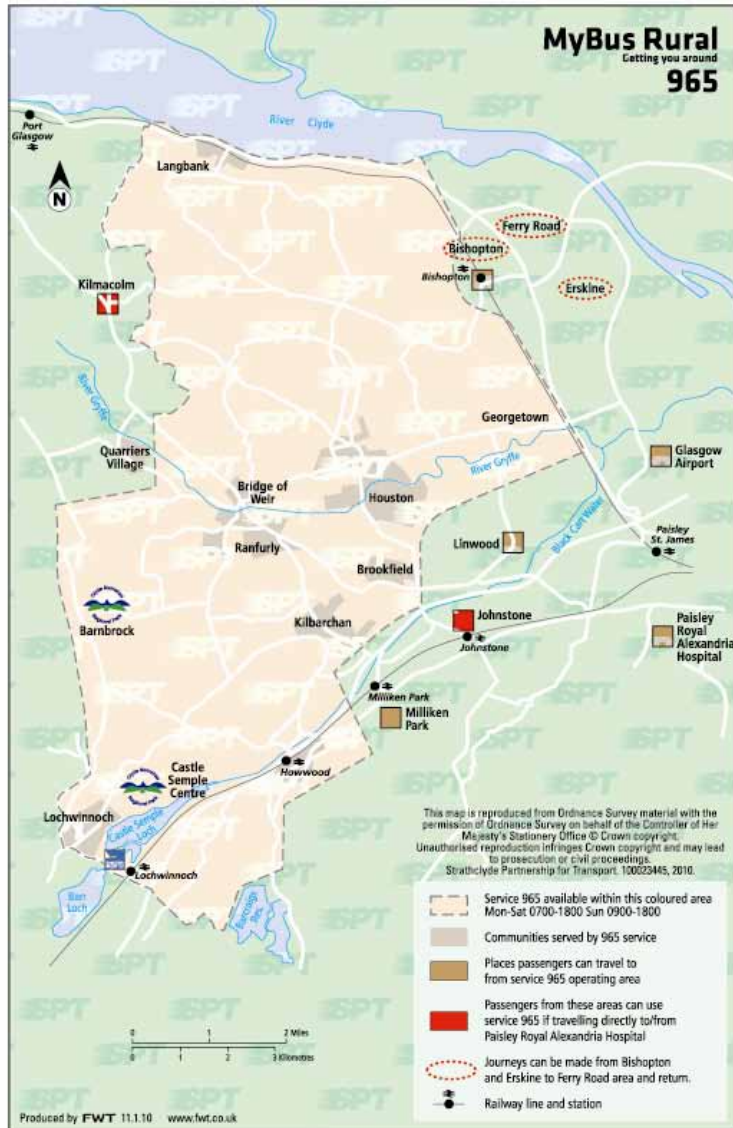 MyBus Rural
Getting you around
965
River Clyde
Port
Glasgow
Langbank
N
Ferry Road
Bishopton
Bishopton
Erskine
Kilmacolm
River Gryffe
Georgetown
Quarriers
Village
River Gryffe
Glasgow
Airport
Bridge of
Weir
Houston
Black Cart Water
Linwood
Paisley
St. James
Ranfurly
Brookfield
Barnbrock
Kilbarchan
Johnstone
Johnstone
Paisley
Royal
Alexandria
Hospital
Milliken Park
Milliken
Park
Castle
Semple
Centre
Howwood
Lochwinnoch
Castle Semple
Loch
Lochwinnoch
Barr
Loch
Barcraigs
Res.
This map is reproduced from Ordnance Survey material with the
permission of Ordnance Survey on behalf of the Controller of Her
Majesty's Stationery Office © Crown copyright.
Unauthorised reproduction infringes Crown copyright and may lead
to prosecution or civil proceedings.
Strathclyde Partnership for Transport. 100023445, 2010.
Service 965 available within this coloured area
Mon-Sat 0700-1800 Sun 0900-1800
Communities served by 965 service
Places passengers can travel to
from service 965 operating area
Passengers from these areas can use
service 965 if travelling directly to/from
Paisley Royal Alexandria Hospital
Journeys can be made from Bishopton
and Erskine to Ferry Road area and return.
Railway line and station
0 1 2 Miles
0 1 2 3 Kilometres
Produced by FWT 11.1.10 www.fwt.co.uk
SPT